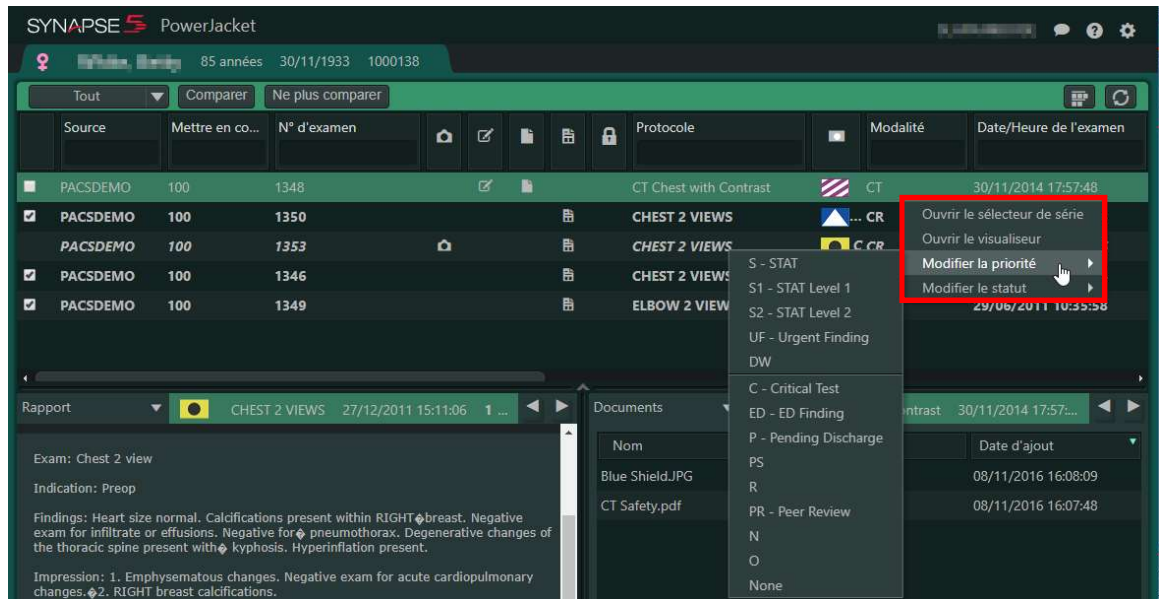 SYNAPSE 5 PowerJacket
85 années 30/11/1933 1000138
Tout Comparer Ne plus comparer
Source Mettre en co... N° d'examen Protocole Modalité Date/Heure de l'examen
PACSDEMO 100 1348 CT Chest with Contrast CT 30/11/2014 17:57:48
PACSDEMO 100 1350 CHEST 2 VIEWS ... CR
PACSDEMO 100 1353 CHEST 2 VIEWS C CR
PACSDEMO 100 1346 CHEST 2 VIEWS
PACSDEMO 100 1349 ELBOW 2 VIEW 29/06/2011 10:35:58
Ouvrir le sélecteur de série
Ouvrir le visualiseur
Modifier la priorité
Modifier le statut
S - STAT
S1 - STAT Level 1
S2 - STAT Level 2
UF - Urgent Finding
DW
C - Critical Test
ED - ED Finding
P - Pending Discharge
PS
R
PR - Peer Review
N
O
None
Rapport CHEST 2 VIEWS 27/12/2011 15:11:06 1 ...
Exam: Chest 2 view
Indication: Preop
Findings: Heart size normal. Calcifications present within RIGHT�breast. Negative
exam for infiltrate or effusions. Negative for� pneumothorax. Degenerative changes of
the thoracic spine present with� kyphosis. Hyperinflation present.
Impression: 1. Emphysematous changes. Negative exam for acute cardiopulmonary
changes.�2. RIGHT breast calcifications.
Documents ntrast 30/11/2014 17:57:...
Nom Date d'ajout
Blue Shield.JPG 08/11/2016 16:08:09
CT Safety.pdf 08/11/2016 16:07:48